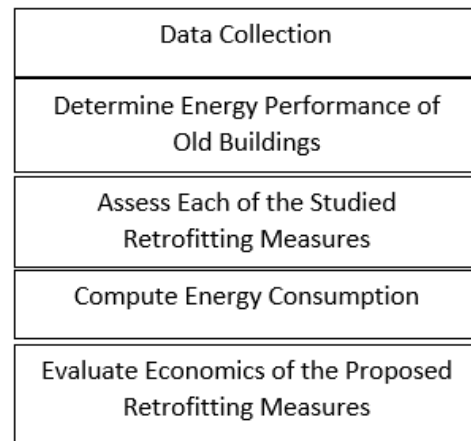 Data Collection
Determine Energy Performance of
Old Buildings
Assess Each of the Studied
Retrofitting Measures
Compute Energy Consumption
Evaluate Economics of the Proposed
Retrofitting Measures